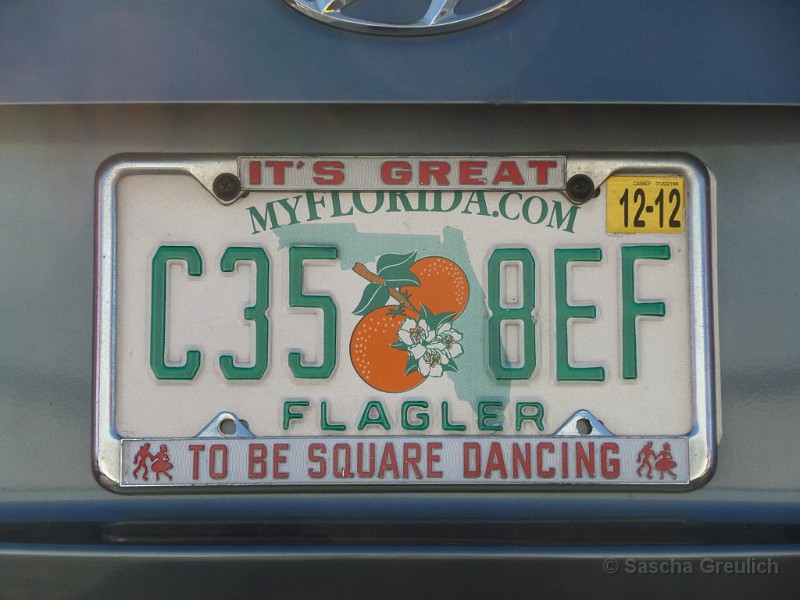 IT'S GREAT
MYFLORIDA.COM
12-12
C35 8EF
FLAGLER
TO BE SQUARE DANCING
© Sascha Greulich